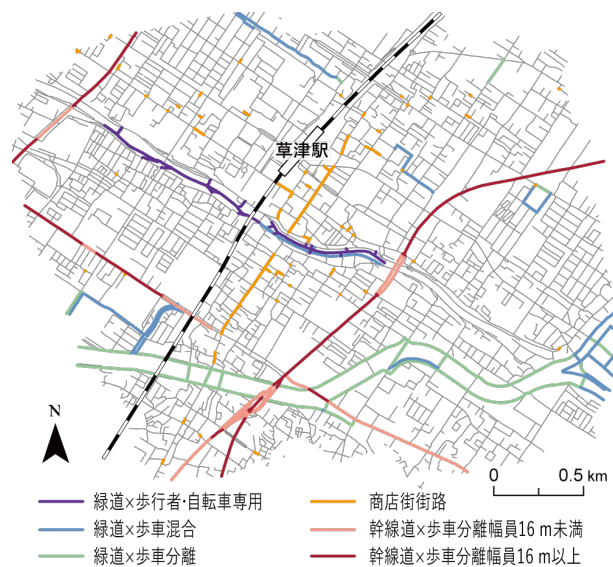 草津駅
N
0 0.5 km
緑道×歩行者・自転車専用
緑道×歩車混合
緑道×歩車分離
商店街街路
幹線道×歩車分離幅員16 m未満
幹線道×歩車分離幅員16 m以上